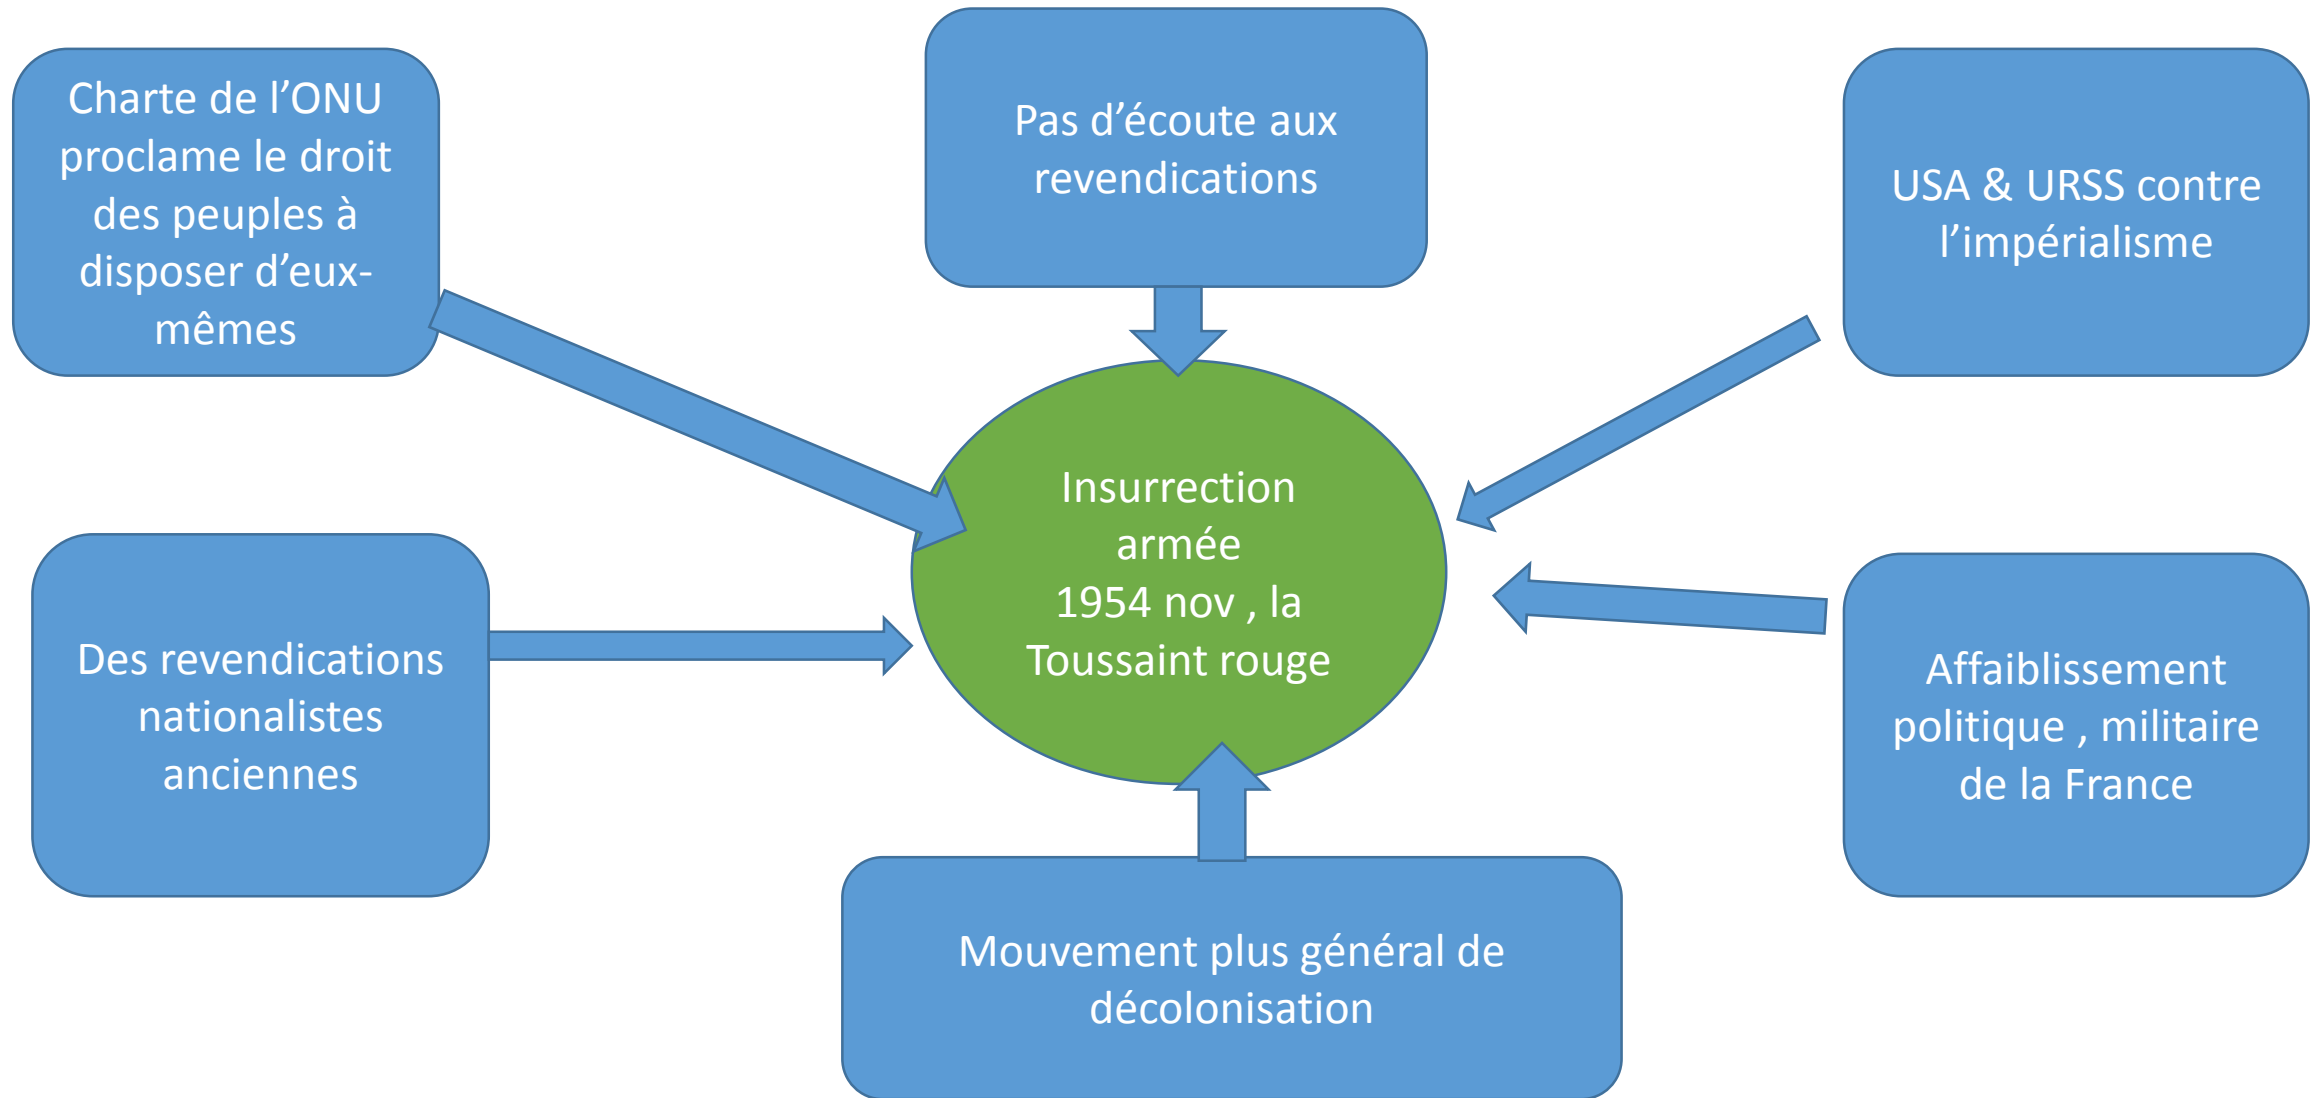 Charte de l’ONU
proclame le droit
des peuples à
disposer d’eux-
mêmes
Pas d’écoute aux
revendications
USA & URSS contre
l’impérialisme
Insurrection
armée
1954 nov , la
Toussaint rouge
Des revendications
nationalistes
anciennes
Affaiblissement
politique , militaire
de la France
Mouvement plus général de
décolonisation